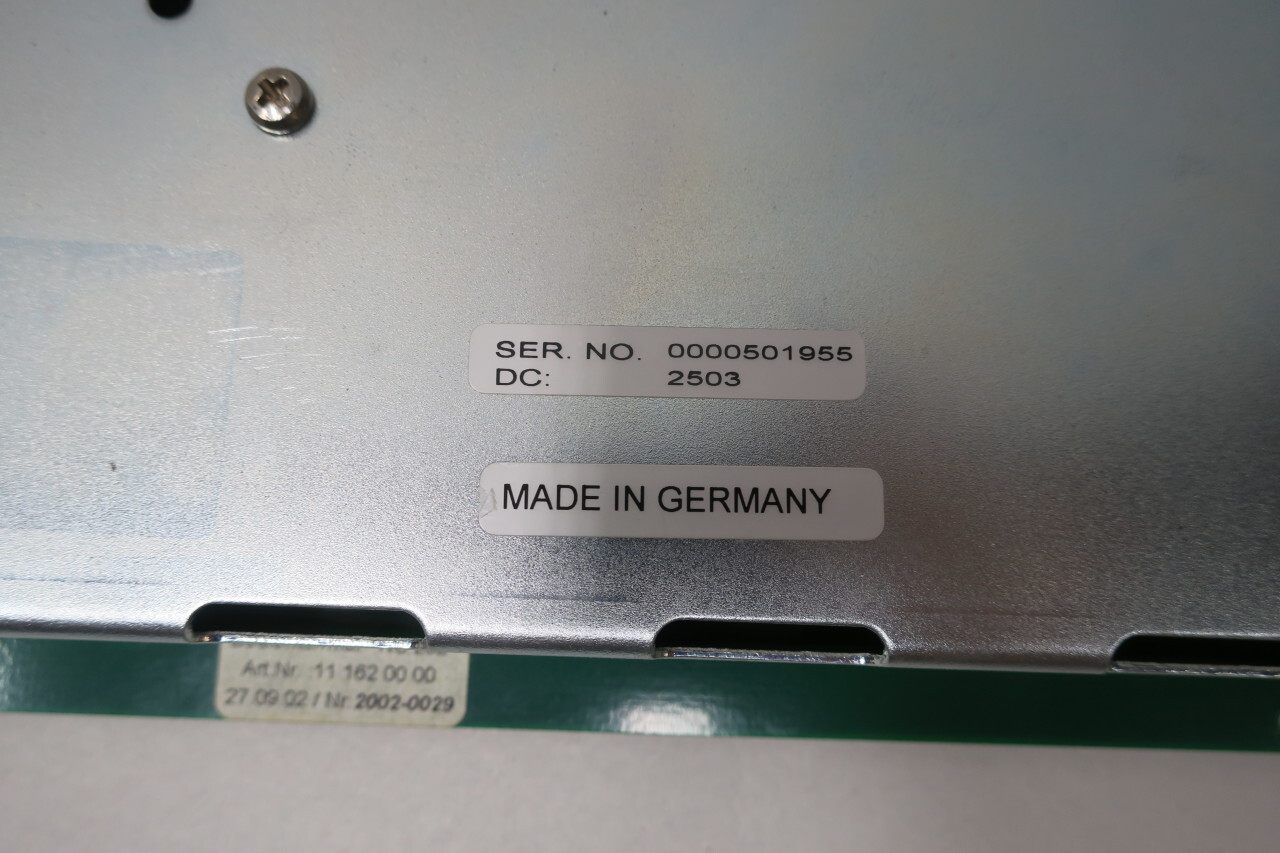 SER. NO. 0000501955
DC: 2503
MADE IN GERMANY
Art.Nr. 11 162 00 00
27.09.02 / Nr. 2002-0029